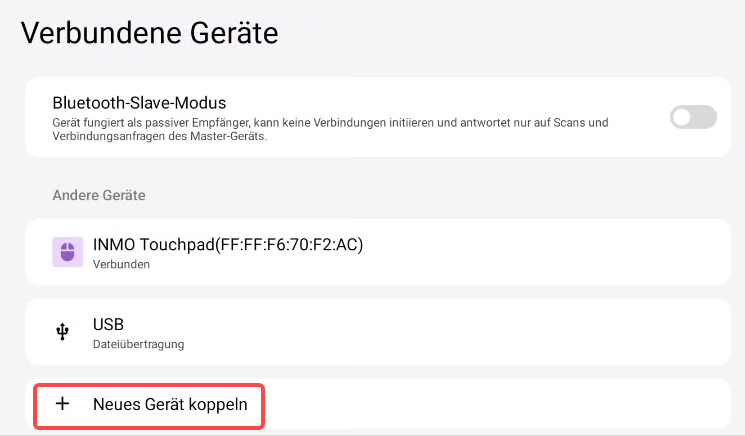 Verbundene Geräte
Bluetooth-Slave-Modus
Gerät fungiert als passiver Empfänger, kann keine Verbindungen initiieren und antwortet nur auf Scans und
Verbindungsanfragen des Master-Geräts.
Andere Geräte
INMO Touchpad(FF:FF:F6:70:F2:AC)
Verbunden
USB
Dateiübertragung
Neues Gerät koppeln